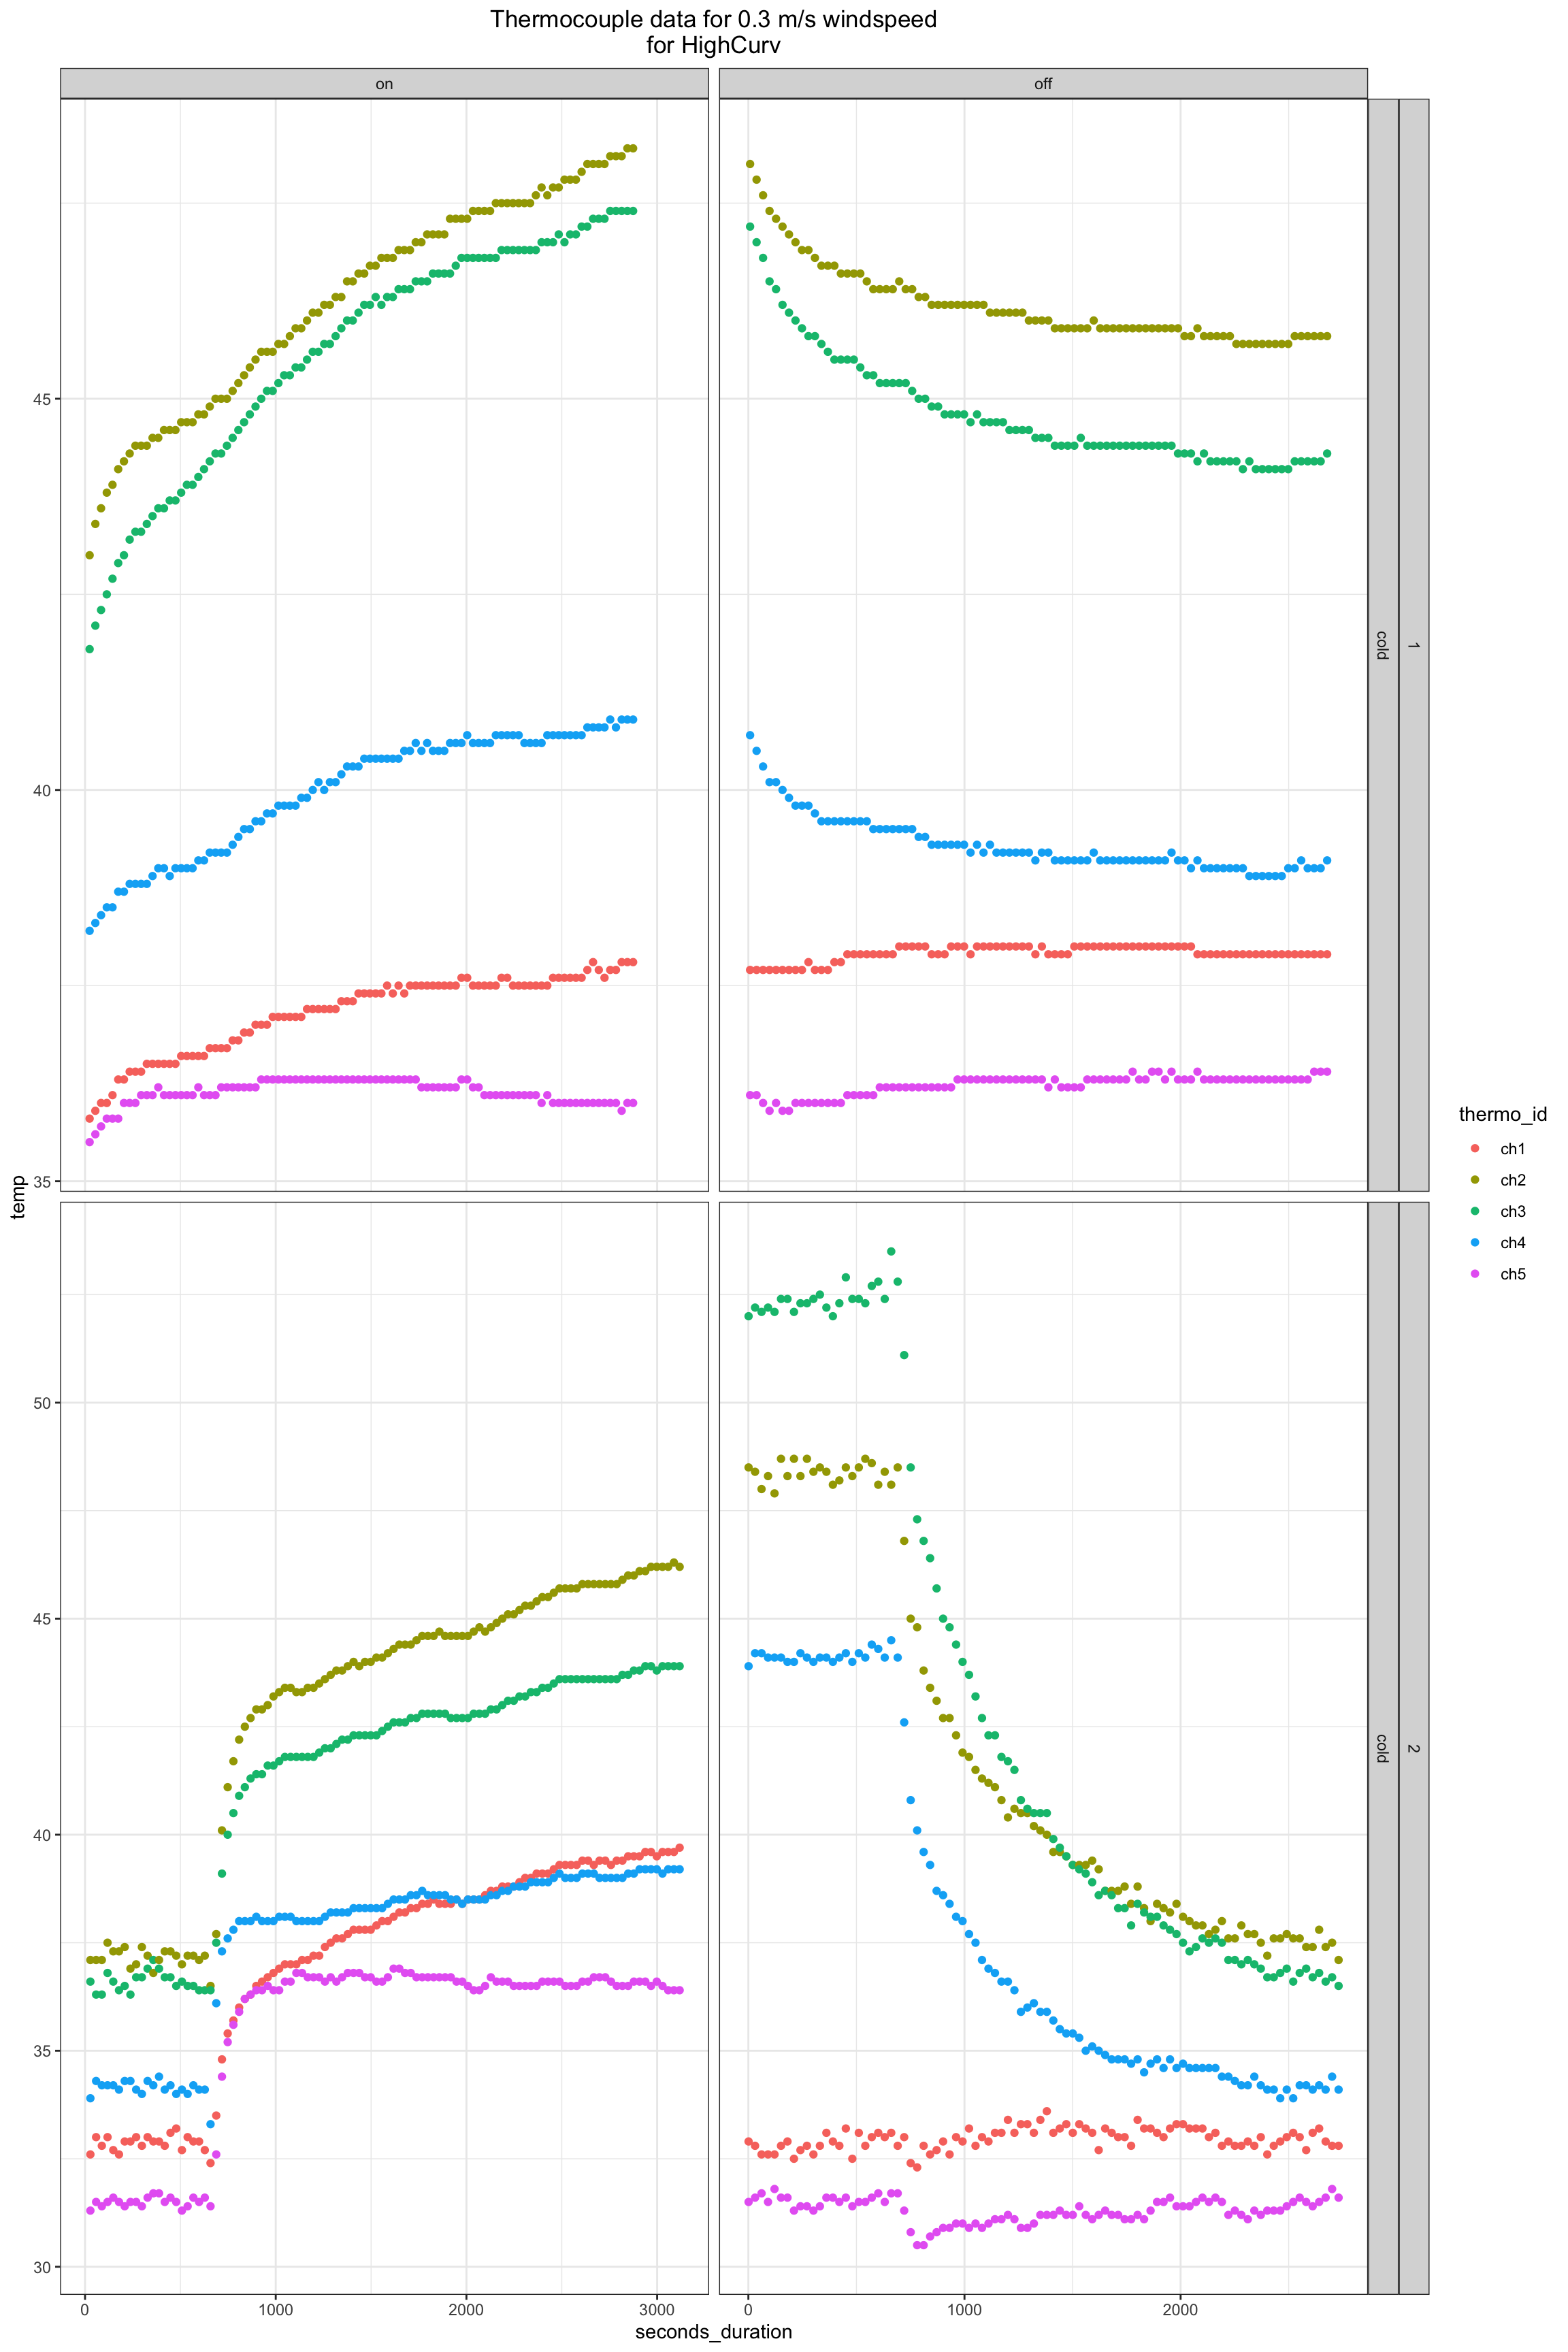 Thermocouple data for 0.3 m/s windspeed
for HighCurv
on
off
45
40
35
cold
1
temp
thermo_id
ch1
ch2
ch3
ch4
ch5
50
45
40
35
30
cold
2
0
1000
2000
3000
0
1000
2000
seconds_duration